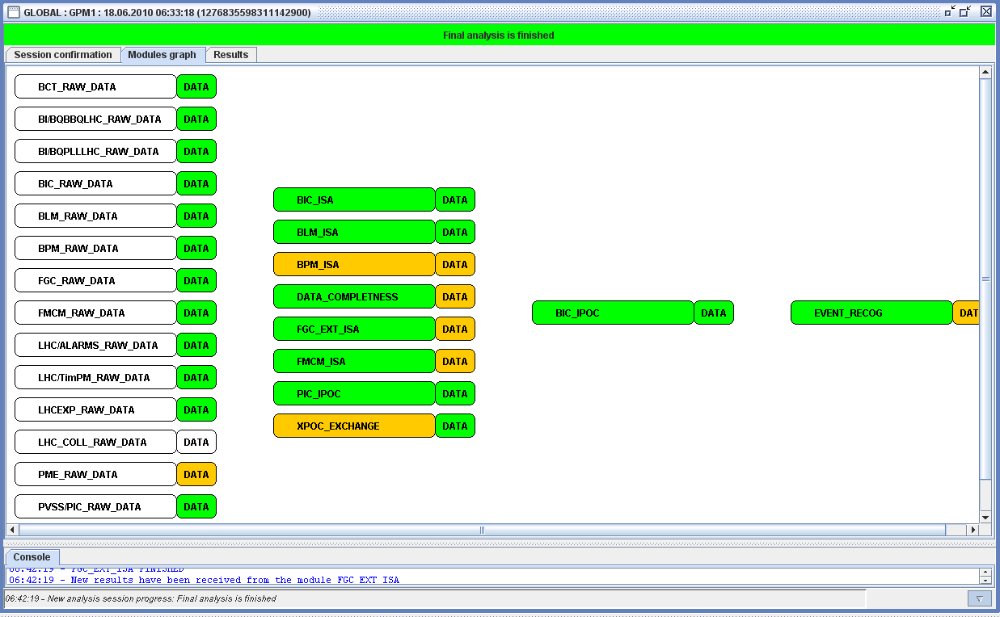 GLOBAL : GPM1 : 18.06.2010 06:33:18 (1276835598311142900)
Final analysis is finished
Session confirmation Modules graph Results
BCT_RAW_DATA DATA
BI/BQBBQLHC_RAW_DATA DATA
BI/BQPLLLHC_RAW_DATA DATA
BIC_RAW_DATA DATA
BIC_ISA DATA
BLM_RAW_DATA DATA
BLM_ISA DATA
BPM_RAW_DATA DATA
BPM_ISA DATA
FGC_RAW_DATA DATA
DATA_COMPLETNESS DATA
FMCM_RAW_DATA DATA
BIC_IPOC DATA
EVENT_RECOG DAT
FGC_EXT_ISA DATA
LHC/ALARMS_RAW_DATA DATA
FMCM_ISA DATA
LHC/TimPM_RAW_DATA DATA
PIC_IPOC DATA
LHCEXP_RAW_DATA DATA
XPOC_EXCHANGE DATA
LHC_COLL_RAW_DATA DATA
PME_RAW_DATA DATA
PVSS/PIC_RAW_DATA DATA
Console
06:42:19 - FGC_EXT_ISA FINISHED
06:42:19 - New results have been received from the module FGC_EXT_ISA
06:42:19 - New analysis session progress: Final analysis is finished